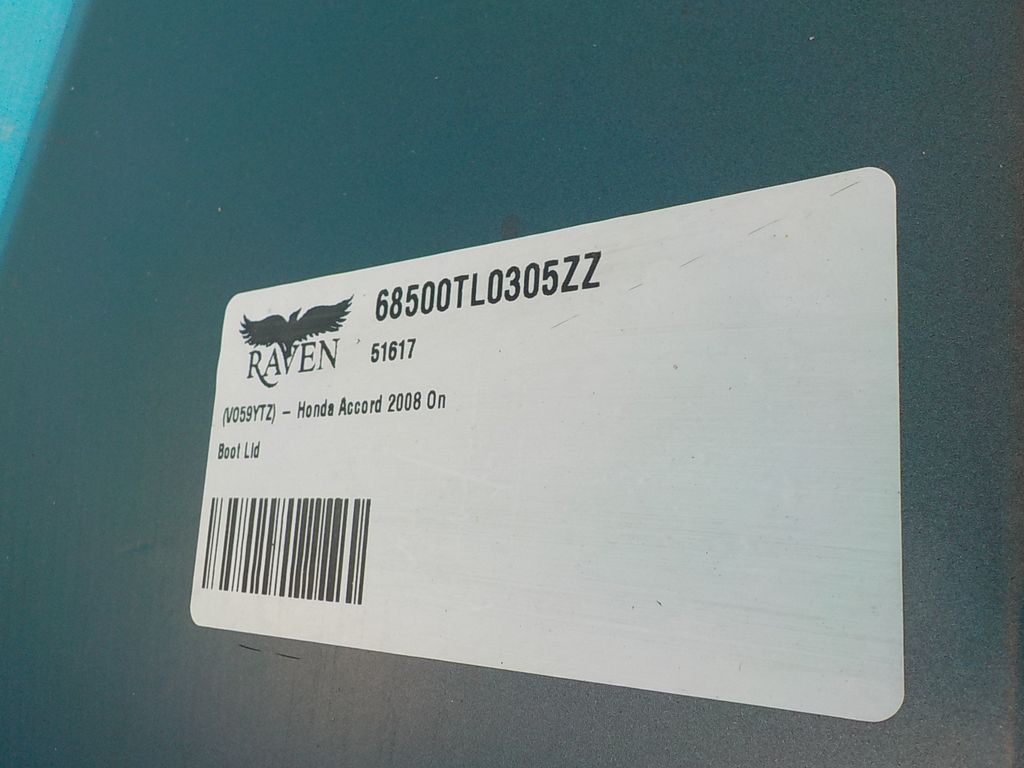 68500TL0305ZZ
RAVEN
51617
(VO59YTZ) – Honda Accord 2008 On
Boot Lid